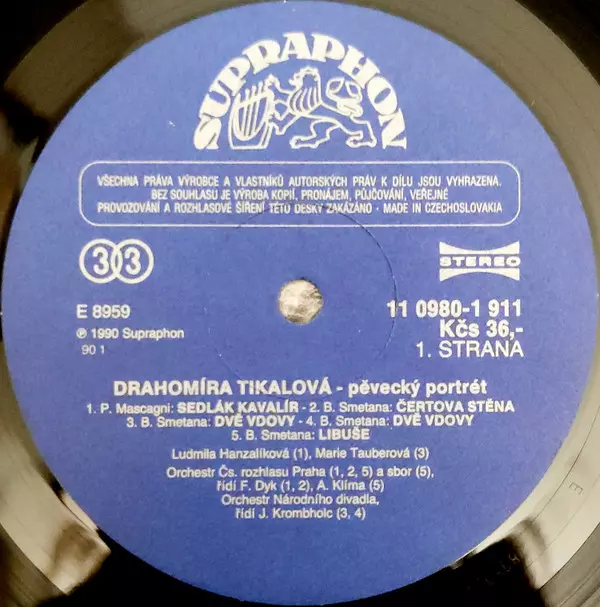 SUPRAPHON
VŠECHNA PRÁVA VÝROBCE A VLASTNÍKŮ AUTORSKÝCH PRÁV K DÍLU JSOU VYHRAZENA.
BEZ SOUHLASU JE VÝROBA KOPIÍ, PRONÁJEM, PŮJČOVÁNÍ, VEŘEJNÉ
PROVOZOVÁNÍ A ROZHLASOVÉ ŠÍŘENÍ TÉTO DESKY ZAKÁZÁNO · MADE IN CZECHOSLOVAKIA
33
STEREO
E 8959
11 0980-1 911
Kčs 36,-
℗ 1990 Supraphon
90 1
1. STRANA
DRAHOMÍRA TIKALOVÁ - pěvecký portrét
1. P. Mascagni: SEDLÁK KAVALÍR - 2. B. Smetana: ČERTOVA STĚNA
3. B. Smetana: DVĚ VDOVY - 4. B. Smetana: DVĚ VDOVY
5. B. Smetana: LIBUŠE
Ludmila Hanzalíková (1), Marie Tauberová (3)
Orchestr Čs. rozhlasu Praha (1, 2, 5) a sbor (5),
řídí F. Dyk (1, 2), A. Klíma (5)
Orchestr Národního divadla,
řídí J. Krombholc (3, 4)